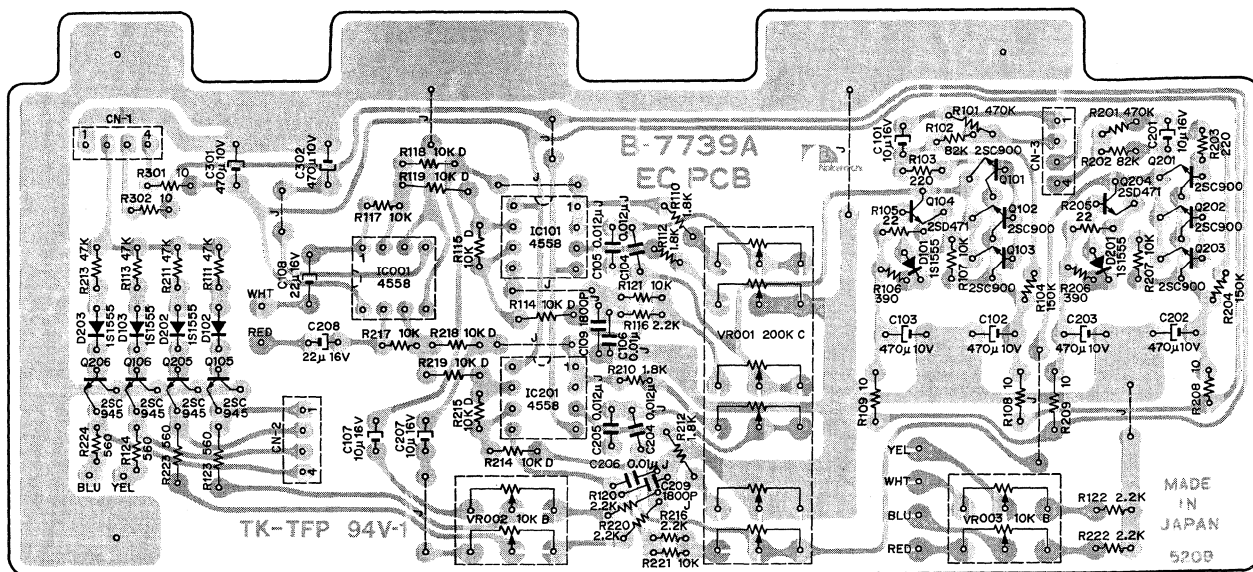 CN-1
1 4
R301 10
R302 10
C301
470μ 10V
C302
470μ 10V
J
R118 10K D
R119 10K D
R117 10K
J
B-7739A
EC PCB
Nakamichi
J
C101
10μ 16V
R101 470K
R102
82K
2SC900
R103
220
Q101
CN-3
1
4
R201 470K
R202 82K
C201
10μ 16V
R203
220
Q201
2SC900
Q204
2SD471
R105
22
Q104
2SD471
Q102
2SC900
Q103
2SC900
R205
22
Q202
2SC900
Q203
2SC900
D101
1S1555
R107 10K
R106
390
R104
150K
D201
1S1555
R207 10K
R206
390
R204
150K
R213 47K
R113 47K
R211 47K
R111 47K
D203
1S1555
D103
1S1555
D202
1S1555
D102
1S1555
C108
22μ 16V
J
WHT
RED
C208
22μ 16V
IC001
4558
R115
10K D
J
IC101
4558
1
C105 0.012μ
C104 0.012μ
J
R110
1.8K
R112
1.8K
R121 10K
R114 10K D
R116 2.2K
C109 1800P
C106
0.01μ
R217 10K
R218 10K D
R219 10K D
J
R210 1.8K
R215
10K D
IC201
4558
1
C205 0.012μ
C204 0.012μ
J
R212
1.8K
VR001 200K C
C103
470μ 10V
C102
470μ 10V
C203
470μ 10V
C202
470μ 10V
Q206
2SC
945
Q106
2SC
945
Q205
2SC
945
Q105
2SC
945
R224
560
R124
560
R223
560
R123
560
BLU YEL
CN-2
1
4
C107
10μ 16V
C207
10μ 16V
R214 10K D
C206 0.01μ
J
C209
1800P
R120
2.2K
R220
2.2K
R216
2.2K
R221 10K
J
VR002 10K B
TK-TFP 94V-1
R109 10
R108 10
J
R209 10
J
R208 10
YEL
WHT
BLU
RED
J
VR003 10K B
R122 2.2K
R222 2.2K
MADE
IN
JAPAN
520B